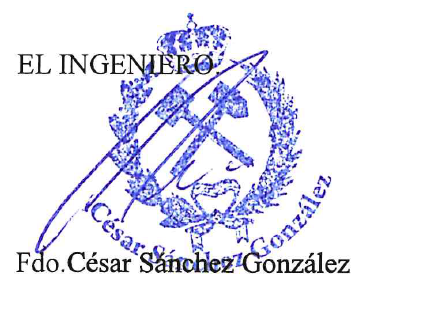 EL INGENIERO
César Sánchez González
Fdo.César Sánchez González